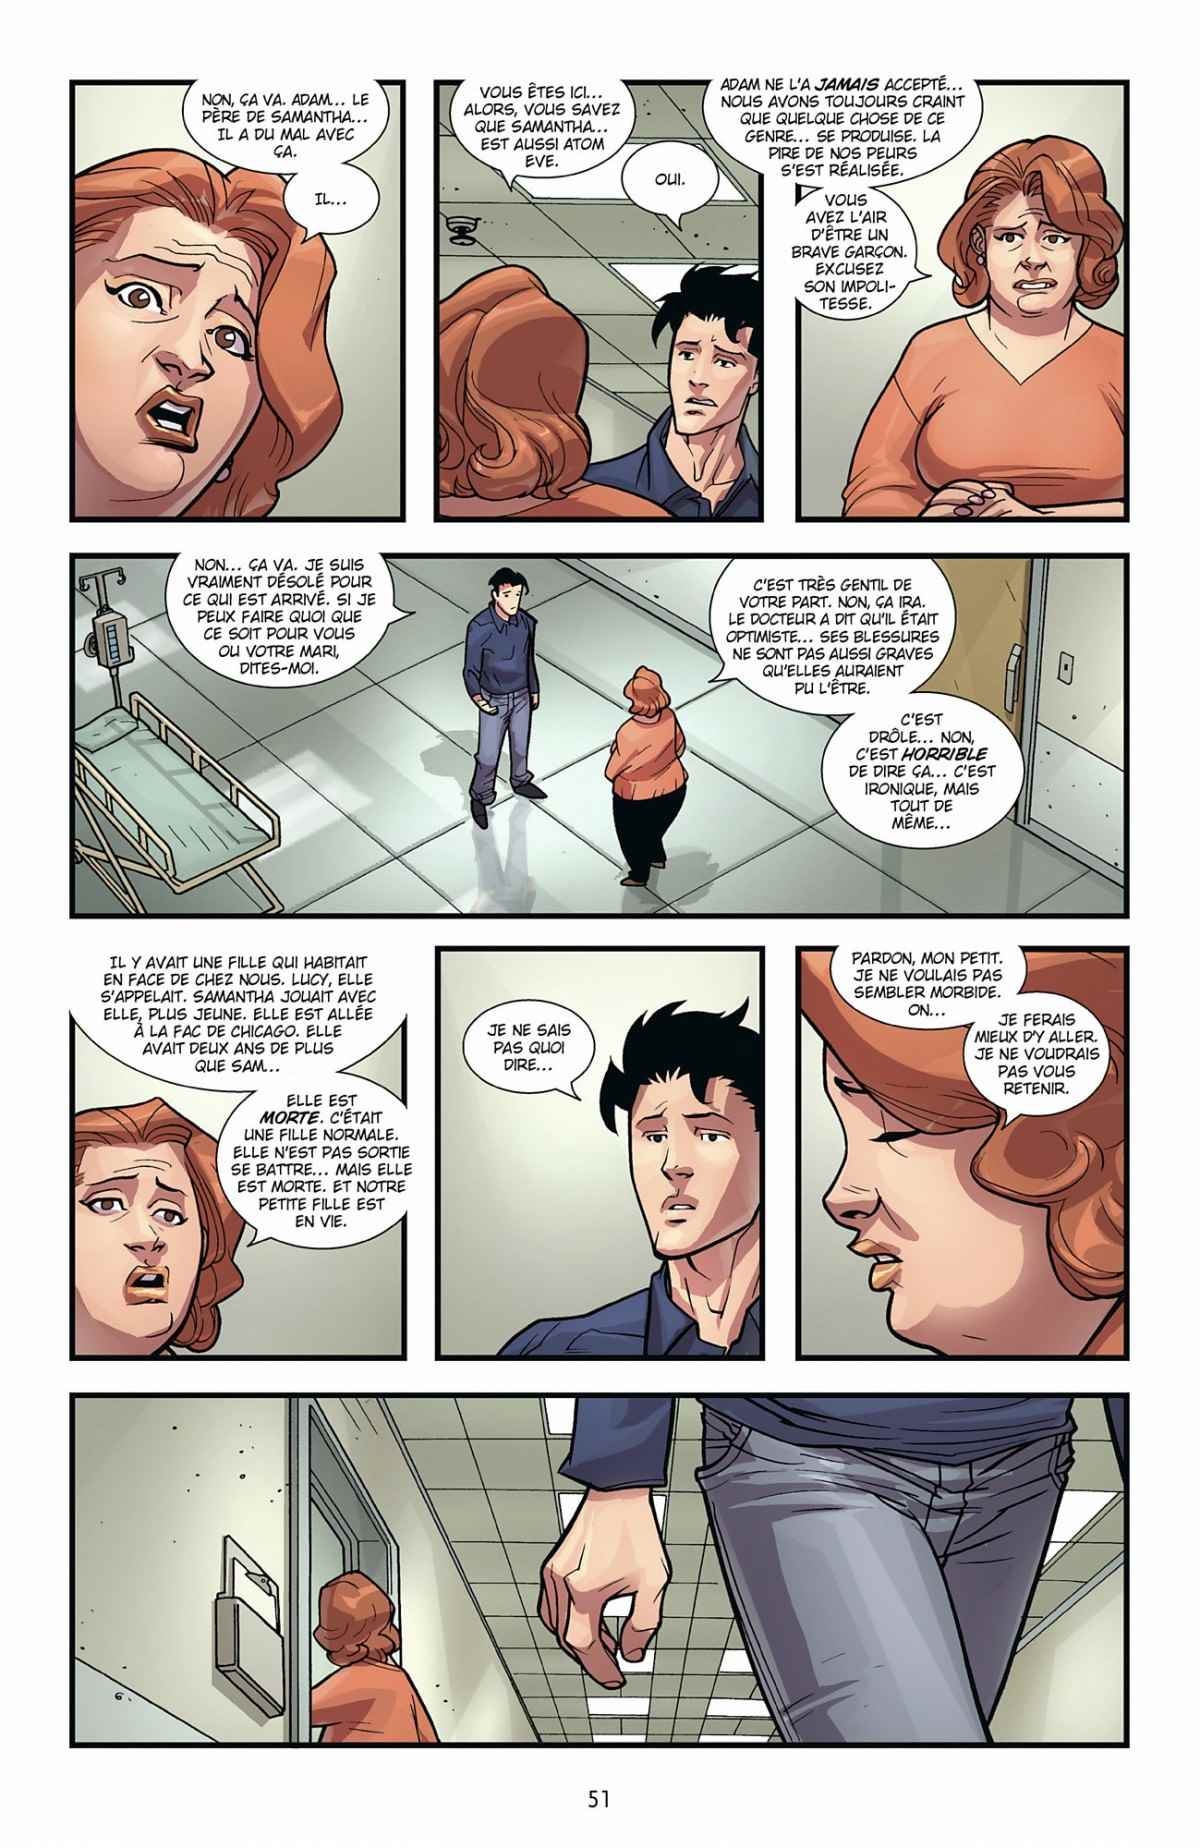 NON, ÇA VA. ADAM... LE
PÈRE DE SAMANTHA...
IL A DU MAL AVEC
ÇA.
IL...
VOUS ÊTES ICI...
ALORS, VOUS SAVEZ
QUE SAMANTHA...
EST AUSSI ATOM
EVE.
OUI.
ADAM NE L'A JAMAIS ACCEPTÉ...
NOUS AVONS TOUJOURS CRAINT
QUE QUELQUE CHOSE DE CE
GENRE... SE PRODUISE. LA
PIRE DE NOS PEURS
S'EST RÉALISÉE.
VOUS
AVEZ L'AIR
D'ÊTRE UN
BRAVE GARÇON.
EXCUSEZ
SON IMPOLI-
TESSE.
NON... ÇA VA. JE SUIS
VRAIMENT DÉSOLÉ POUR
CE QUI EST ARRIVÉ. SI JE
PEUX FAIRE QUOI QUE
CE SOIT POUR VOUS
OU VOTRE MARI,
DITES-MOI.
C'EST TRÈS GENTIL DE
VOTRE PART. NON, ÇA IRA.
LE DOCTEUR A DIT QU'IL ÉTAIT
OPTIMISTE... SES BLESSURES
NE SONT PAS AUSSI GRAVES
QU'ELLES AURAIENT
PU L'ÊTRE.
C'EST
DRÔLE... NON,
C'EST HORRIBLE
DE DIRE ÇA... C'EST
IRONIQUE, MAIS
TOUT DE
MÊME...
IL Y AVAIT UNE FILLE QUI HABITAIT
EN FACE DE CHEZ NOUS. LUCY, ELLE
S'APPELAIT. SAMANTHA JOUAIT AVEC
ELLE, PLUS JEUNE. ELLE EST ALLÉE
À LA FAC DE CHICAGO. ELLE
AVAIT DEUX ANS DE PLUS
QUE SAM...
ELLE EST
MORTE. C'ÉTAIT
UNE FILLE NORMALE.
ELLE N'EST PAS SORTIE
SE BATTRE... MAIS ELLE
EST MORTE. ET NOTRE
PETITE FILLE EST
EN VIE.
JE NE SAIS
PAS QUOI
DIRE...
PARDON, MON PETIT.
JE NE VOULAIS PAS
SEMBLER MORBIDE.
ON...
JE FERAIS
MIEUX D'Y ALLER.
JE NE VOUDRAIS
PAS VOUS
RETENIR.
51